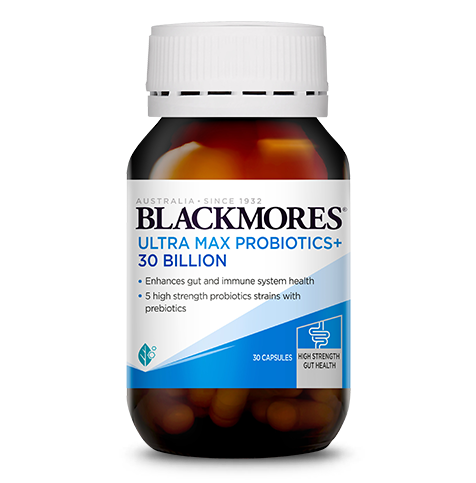 AUSTRALIA • SINCE 1932
BLACKMORES®
ULTRA MAX PROBIOTICS+
30 BILLION
• Enhances gut and immune system health
• 5 high strength probiotics strains with
prebiotics
30 CAPSULES
HIGH STRENGTH
GUT HEALTH